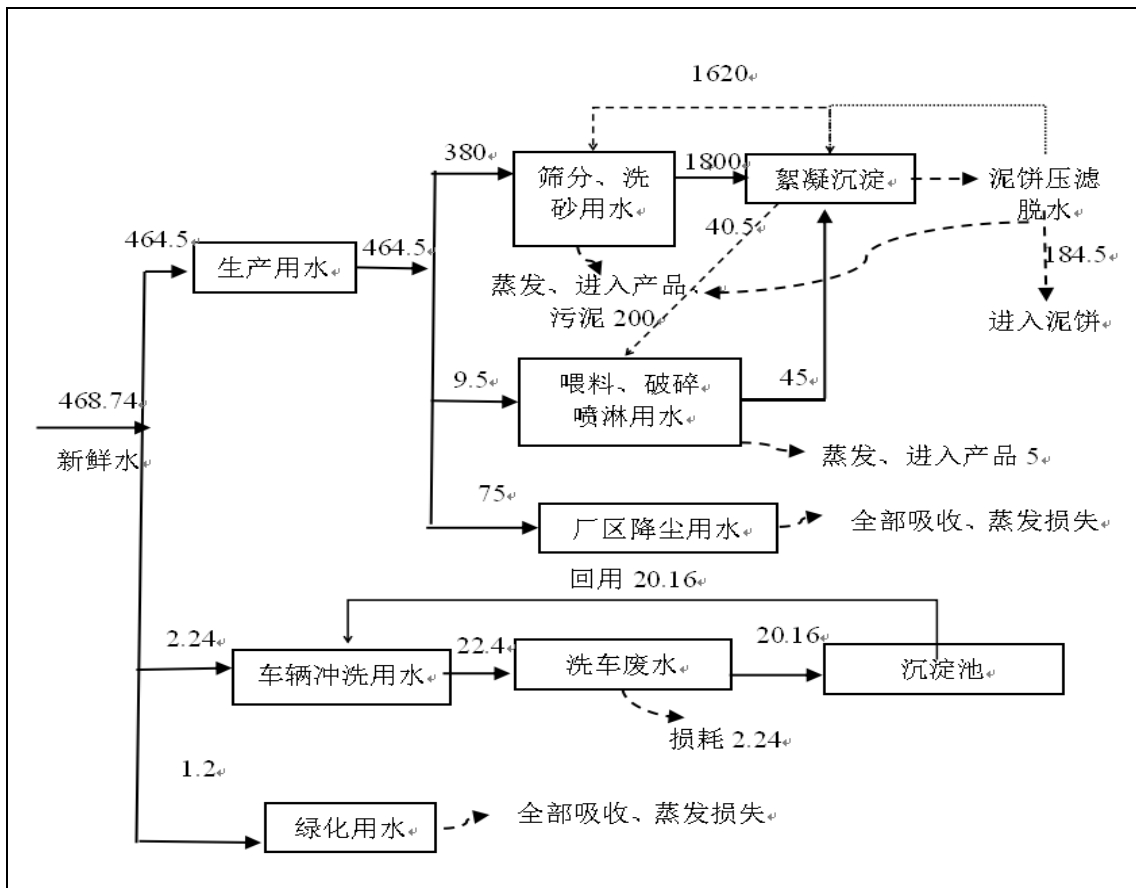 1620
380
筛分、洗
砂用水
1800
絮凝沉淀
泥饼压滤
脱水
464.5
生产用水
464.5
40.5
184.5
蒸发、进入产品、
污泥 200
进入泥饼
468.74
新鲜水
9.5
喂料、破碎
喷淋用水
45
蒸发、进入产品 5
75
厂区降尘用水
全部吸收、蒸发损失
回用 20.16
2.24
车辆冲洗用水
22.4
洗车废水
20.16
沉淀池
损耗 2.24
1.2
绿化用水
全部吸收、蒸发损失